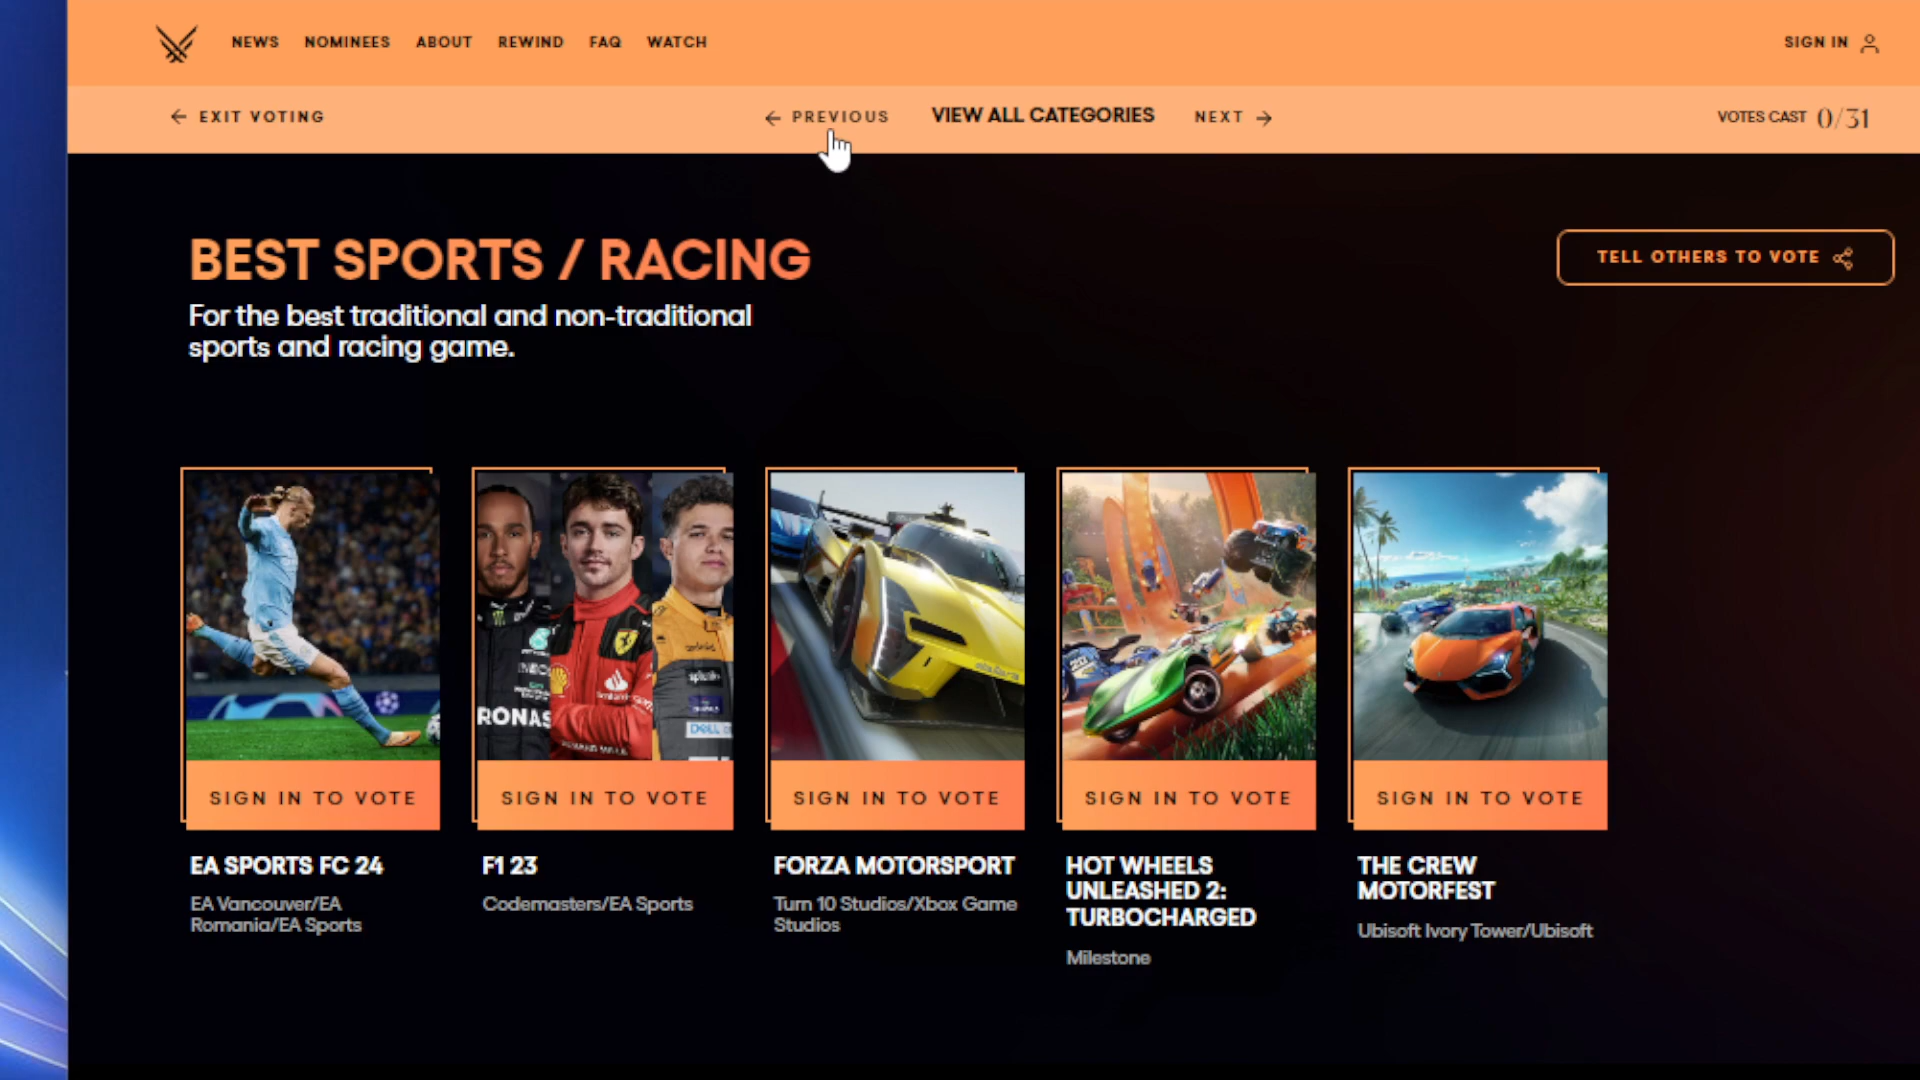 NEWS NOMINEES ABOUT REWIND FAQ WATCH SIGN IN
EXIT VOTING PREVIOUS VIEW ALL CATEGORIES NEXT VOTES CAST 0/31
BEST SPORTS / RACING
TELL OTHERS TO VOTE
For the best traditional and non-traditional
sports and racing game.
RONAS
splunk>
DELL
SIGN IN TO VOTE SIGN IN TO VOTE SIGN IN TO VOTE SIGN IN TO VOTE SIGN IN TO VOTE
EA SPORTS FC 24
EA Vancouver/EA
Romania/EA Sports
F1 23
Codemasters/EA Sports
FORZA MOTORSPORT
Turn 10 Studios/Xbox Game
Studios
HOT WHEELS
UNLEASHED 2:
TURBOCHARGED
Milestone
THE CREW
MOTORFEST
Ubisoft Ivory Tower/Ubisoft